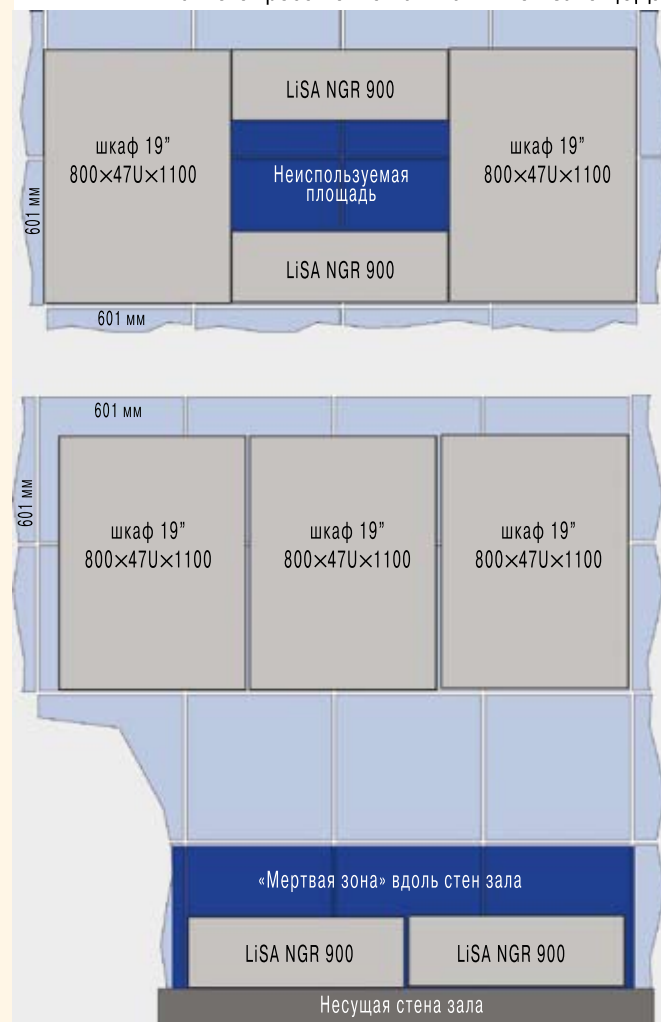 LiSA NGR 900
шкаф 19”
800×47U×1100
Неиспользуемая
площадь
шкаф 19”
800×47U×1100
601 мм
LiSA NGR 900
601 мм
601 мм
601 мм
шкаф 19”
800×47U×1100
шкаф 19”
800×47U×1100
шкаф 19”
800×47U×1100
«Мертвая зона» вдоль стен зала
LiSA NGR 900
LiSA NGR 900
Несущая стена зала